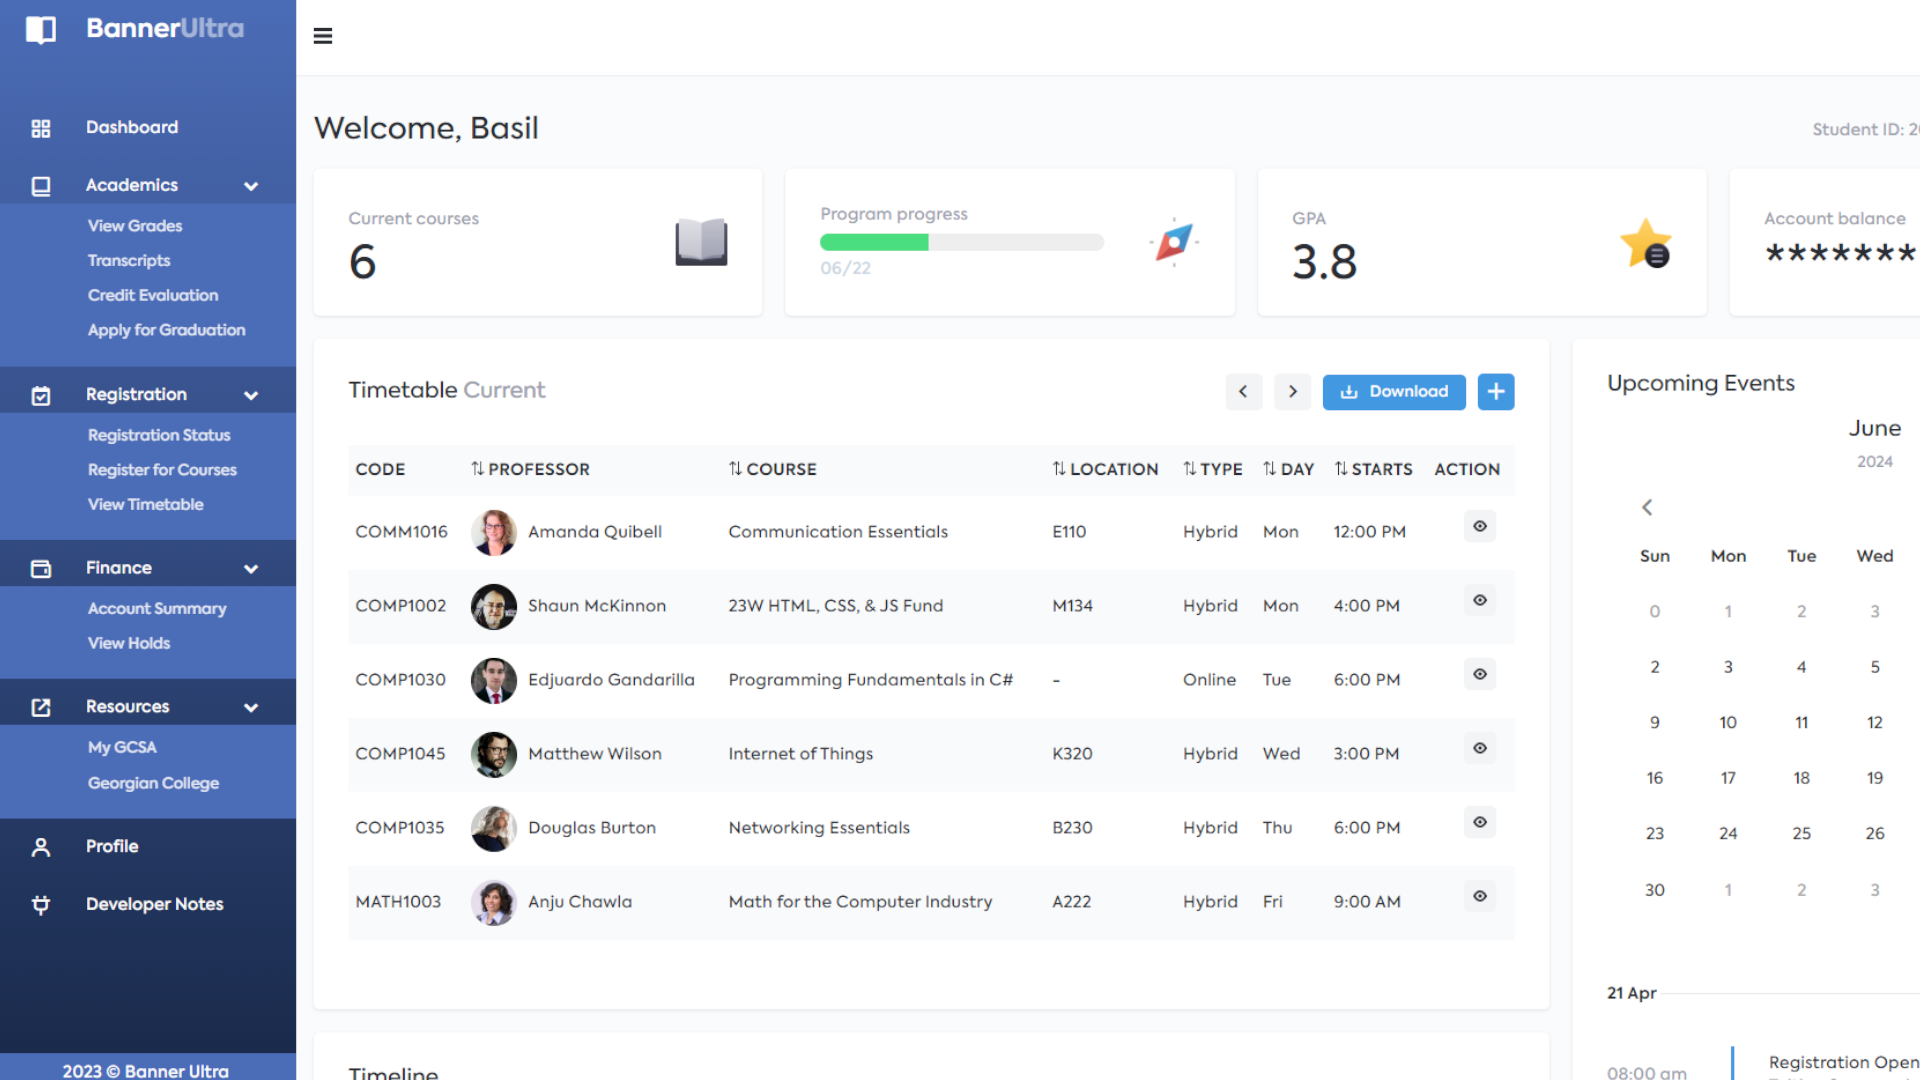 BannerUltra
Dashboard
Academics
View Grades
Transcripts
Credit Evaluation
Apply for Graduation
Registration
Registration Status
Register for Courses
View Timetable
Finance
Account Summary
View Holds
Resources
My GCSA
Georgian College
Profile
Developer Notes
2023 © Banner Ultra
Welcome, Basil
Student ID: 2
Current courses
6
Program progress
06/22
GPA
3.8
Account balance
*******
Timetable Current
Download
CODE PROFESSOR COURSE LOCATION TYPE DAY STARTS ACTION
COMM1016 Amanda Quibell Communication Essentials E110 Hybrid Mon 12:00 PM
COMP1002 Shaun McKinnon 23W HTML, CSS, & JS Fund M134 Hybrid Mon 4:00 PM
COMP1030 Edjuardo Gandarilla Programming Fundamentals in C# - Online Tue 6:00 PM
COMP1045 Matthew Wilson Internet of Things K320 Hybrid Wed 3:00 PM
COMP1035 Douglas Burton Networking Essentials B230 Hybrid Thu 6:00 PM
MATH1003 Anju Chawla Math for the Computer Industry A222 Hybrid Fri 9:00 AM
Timeline
Upcoming Events
June
2024
Sun Mon Tue Wed
0 1 2 3
2 3 4 5
9 10 11 12
16 17 18 19
23 24 25 26
30 1 2 3
21 Apr
08:00 am
Registration Open